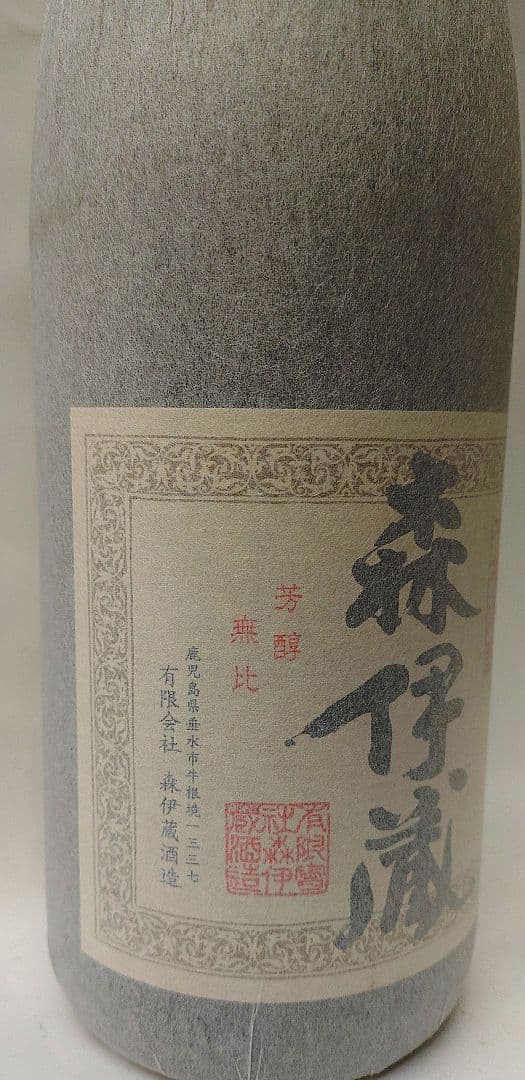 森伊蔵
芳醇
無比
鹿児島県垂水市牛根境一三三七
有限会社 森伊蔵酒造
有限会
社森伊
蔵酒造